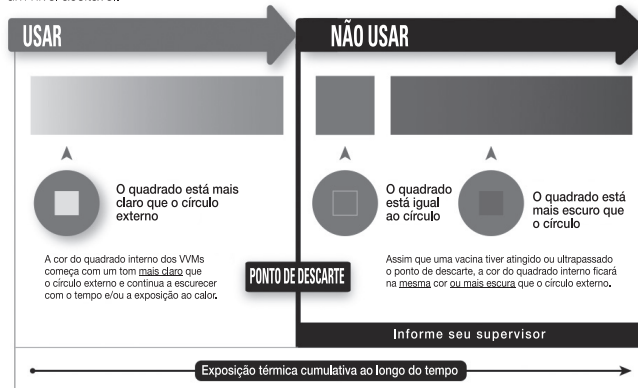 USAR
NÃO USAR
O quadrado está mais
claro que o círculo
externo
O quadrado
está igual
ao círculo
O quadrado está
mais escuro que
o círculo
A cor do quadrado interno dos VVMs
começa com um tom mais claro que
o círculo externo e continua a escurecer
com o tempo e/ou a exposição ao calor.
PONTO DE DESCARTE
Assim que uma vacina tiver atingido ou ultrapassado
o ponto de descarte, a cor do quadrado interno ficará
na mesma cor ou mais escura que o círculo externo.
Informe seu supervisor
Exposição térmica cumulativa ao longo do tempo